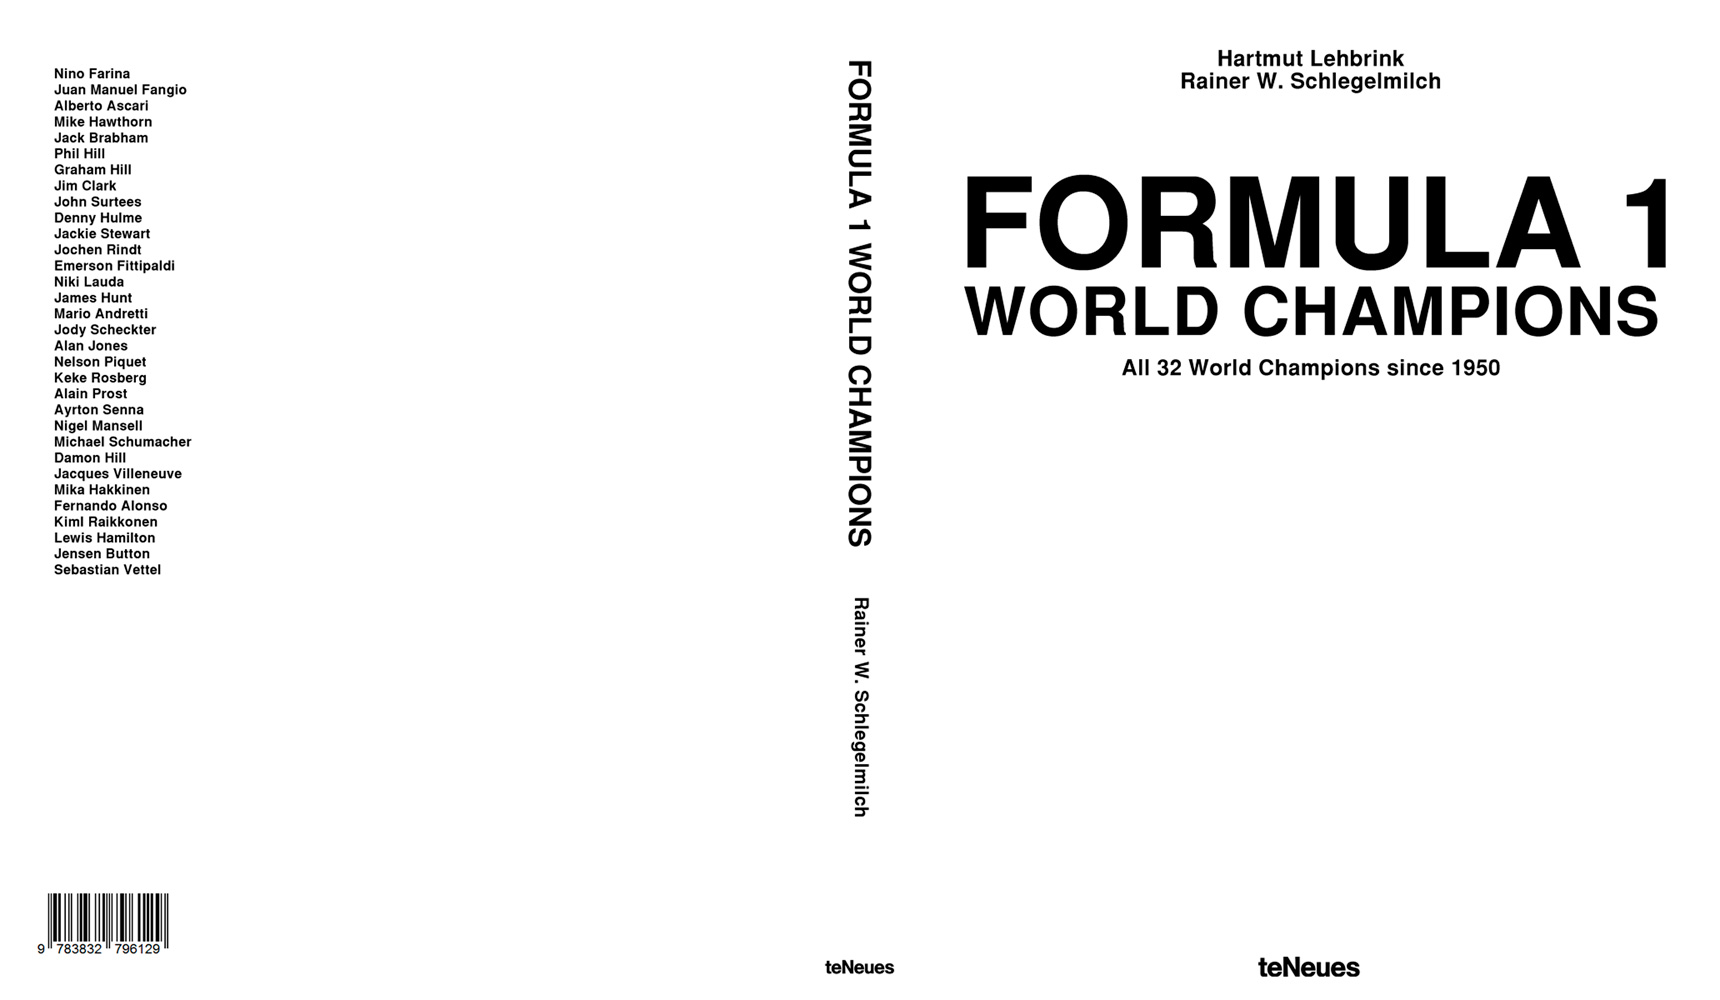 Nino Farina
Juan Manuel Fangio
Alberto Ascari
Mike Hawthorn
Jack Brabham
Phil Hill
Graham Hill
Jim Clark
John Surtees
Denny Hulme
Jackie Stewart
Jochen Rindt
Emerson Fittipaldi
Niki Lauda
James Hunt
Mario Andretti
Jody Scheckter
Alan Jones
Nelson Piquet
Keke Rosberg
Alain Prost
Ayrton Senna
Nigel Mansell
Michael Schumacher
Damon Hill
Jacques Villeneuve
Mika Hakkinen
Fernando Alonso
Kiml Raikkonen
Lewis Hamilton
Jensen Button
Sebastian Vettel
9 783832 796129
FORMULA 1 WORLD CHAMPIONS
Rainer W. Schlegelmilch
teNeues
Hartmut Lehbrink
Rainer W. Schlegelmilch
FORMULA 1
WORLD CHAMPIONS
All 32 World Champions since 1950
teNeues